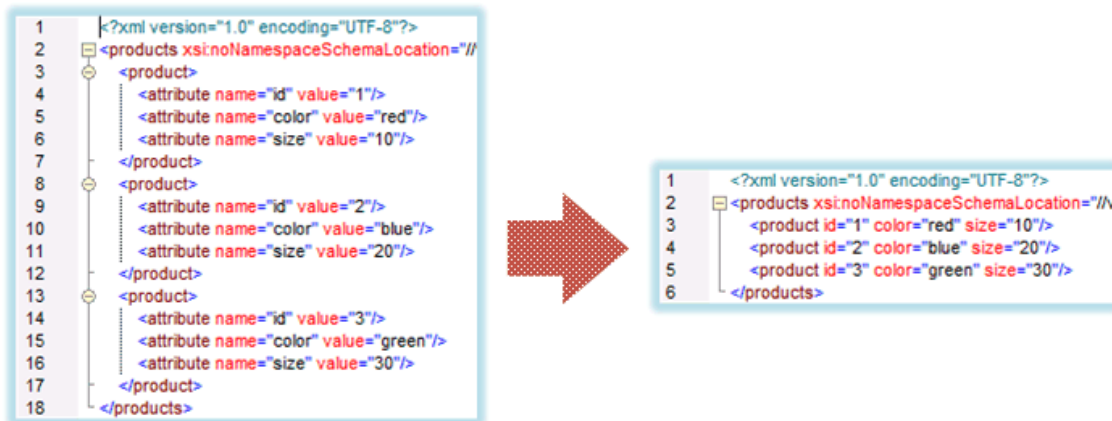 1 <?xml version="1.0" encoding="UTF-8"?>
2 <products xsi:noNamespaceSchemaLocation="//
3 <product>
4 <attribute name="id" value="1"/>
5 <attribute name="color" value="red"/>
6 <attribute name="size" value="10"/>
7 </product>
8 <product>
9 <attribute name="id" value="2"/>
10 <attribute name="color" value="blue"/>
11 <attribute name="size" value="20"/>
12 </product>
13 <product>
14 <attribute name="id" value="3"/>
15 <attribute name="color" value="green"/>
16 <attribute name="size" value="30"/>
17 </product>
18 </products>
1 <?xml version="1.0" encoding="UTF-8"?>
2 <products xsi:noNamespaceSchemaLocation="//
3 <product id="1" color="red" size="10"/>
4 <product id="2" color="blue" size="20"/>
5 <product id="3" color="green" size="30"/>
6 </products>